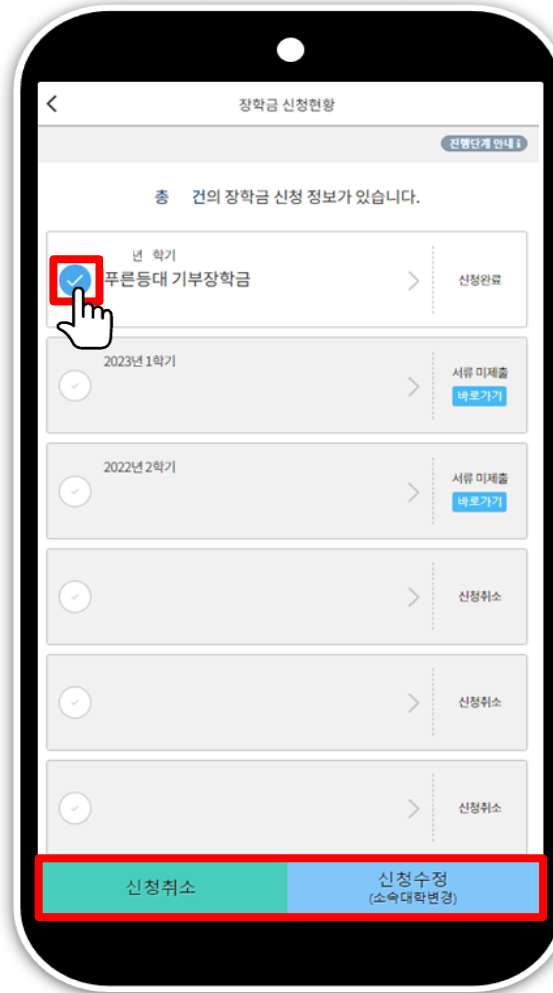 장학금 신청현황
진행단계 안내 i
총 건의 장학금 신청 정보가 있습니다.
년 학기
푸른등대 기부장학금
신청완료
2023년 1학기
서류 미제출
바로가기
2022년 2학기
서류 미제출
바로가기
신청취소
신청취소
신청취소
신청취소
신청수정
(소속대학변경)